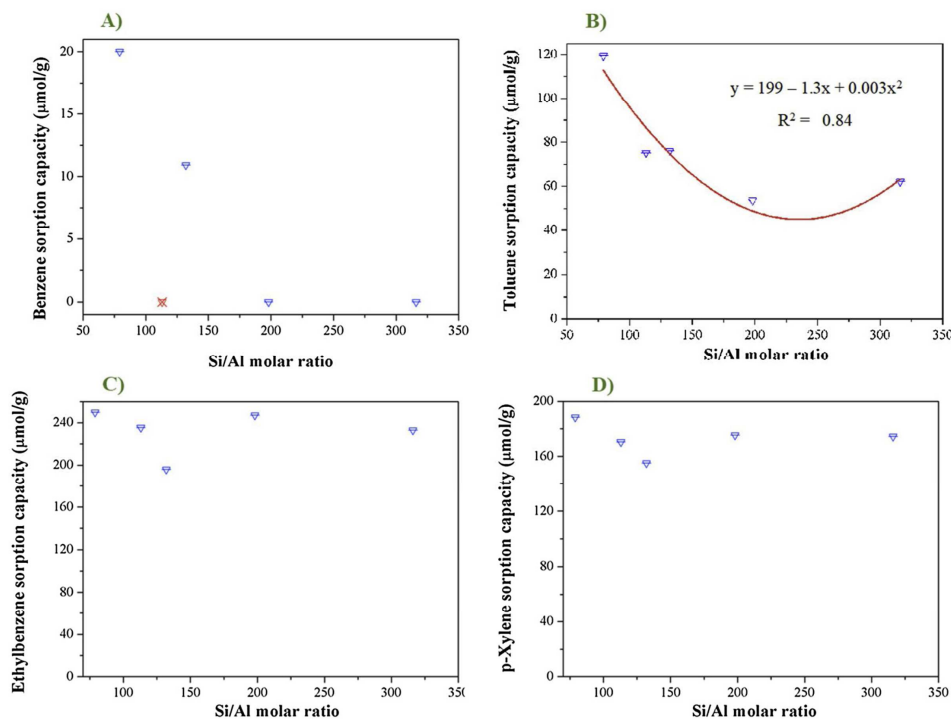 A)
Benzene sorption capacity (μmol/g)
20
15
10
5
0
50 100 150 200 250 300 350
Si/Al molar ratio
B)
Toluene sorption capacity (μmol/g)
120
100
80
60
40
20
0
y = 199 – 1.3x + 0.003x²
R² = 0.84
50 100 150 200 250 300 350
Si/Al molar ratio
C)
Ethylbenzene sorption capacity (μmol/g)
240
200
160
120
80
40
0
100 150 200 250 300 350
Si/Al molar ratio
D)
p-Xylene sorption capacity (μmol/g)
200
160
120
80
40
0
100 150 200 250 300 350
Si/Al molar ratio